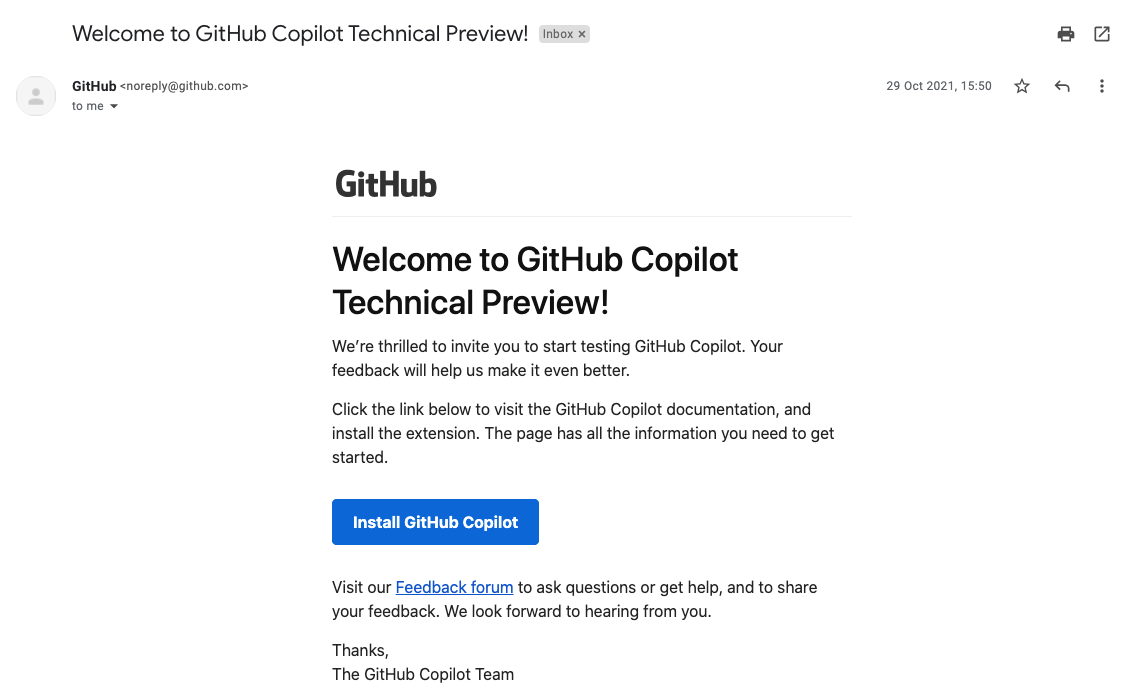 Welcome to GitHub Copilot Technical Preview! Inbox ×
GitHub <noreply@github.com> 29 Oct 2021, 15:50
to me
GitHub
Welcome to GitHub Copilot
Technical Preview!
We’re thrilled to invite you to start testing GitHub Copilot. Your
feedback will help us make it even better.
Click the link below to visit the GitHub Copilot documentation, and
install the extension. The page has all the information you need to get
started.
Install GitHub Copilot
Visit our Feedback forum to ask questions or get help, and to share
your feedback. We look forward to hearing from you.
Thanks,
The GitHub Copilot Team